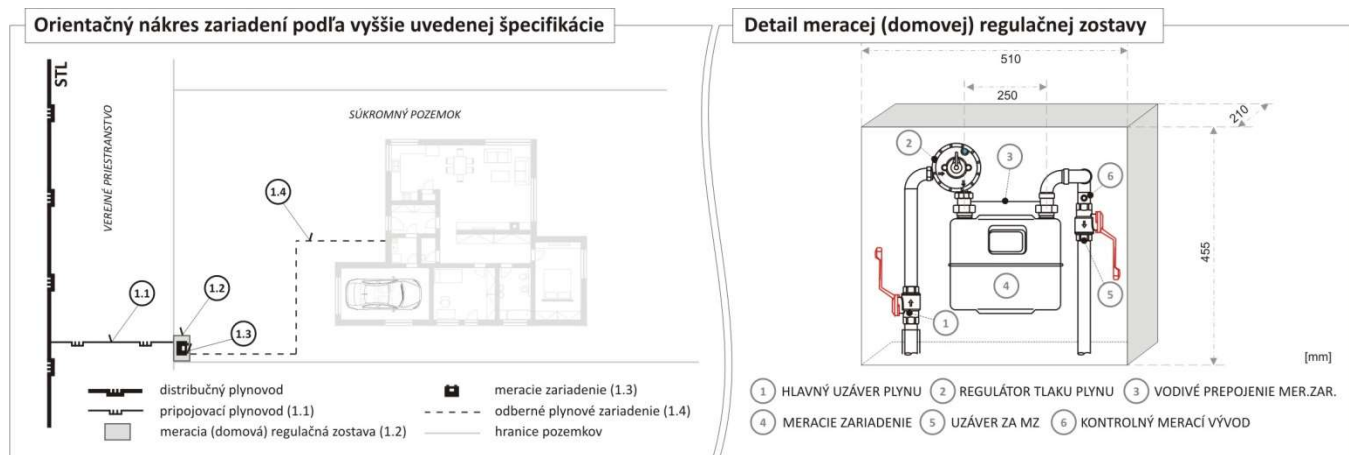 Orientačný nákres zariadení podľa vyššie uvedenej špecifikácie
STL
VEREJNÉ PRIESTRANSTVO
SÚKROMNÝ POZEMOK
1.4
1.1
1.2
1.3
distribučný plynovod
pripojovací plynovod (1.1)
meracia (domová) regulačná zostava (1.2)
meracie zariadenie (1.3)
odberné plynové zariadenie (1.4)
hranice pozemkov
Detail meracej (domovej) regulačnej zostavy
510
250
210
2
3
6
455
4
5
1
[mm]
1 HLAVNÝ UZÁVER PLYNU 2 REGULÁTOR TLAKU PLYNU 3 VODIVÉ PREPOJENIE MER.ZAR.
4 MERACIE ZARIADENIE 5 UZÁVER ZA MZ 6 KONTROLNÝ MERACÍ VÝVOD